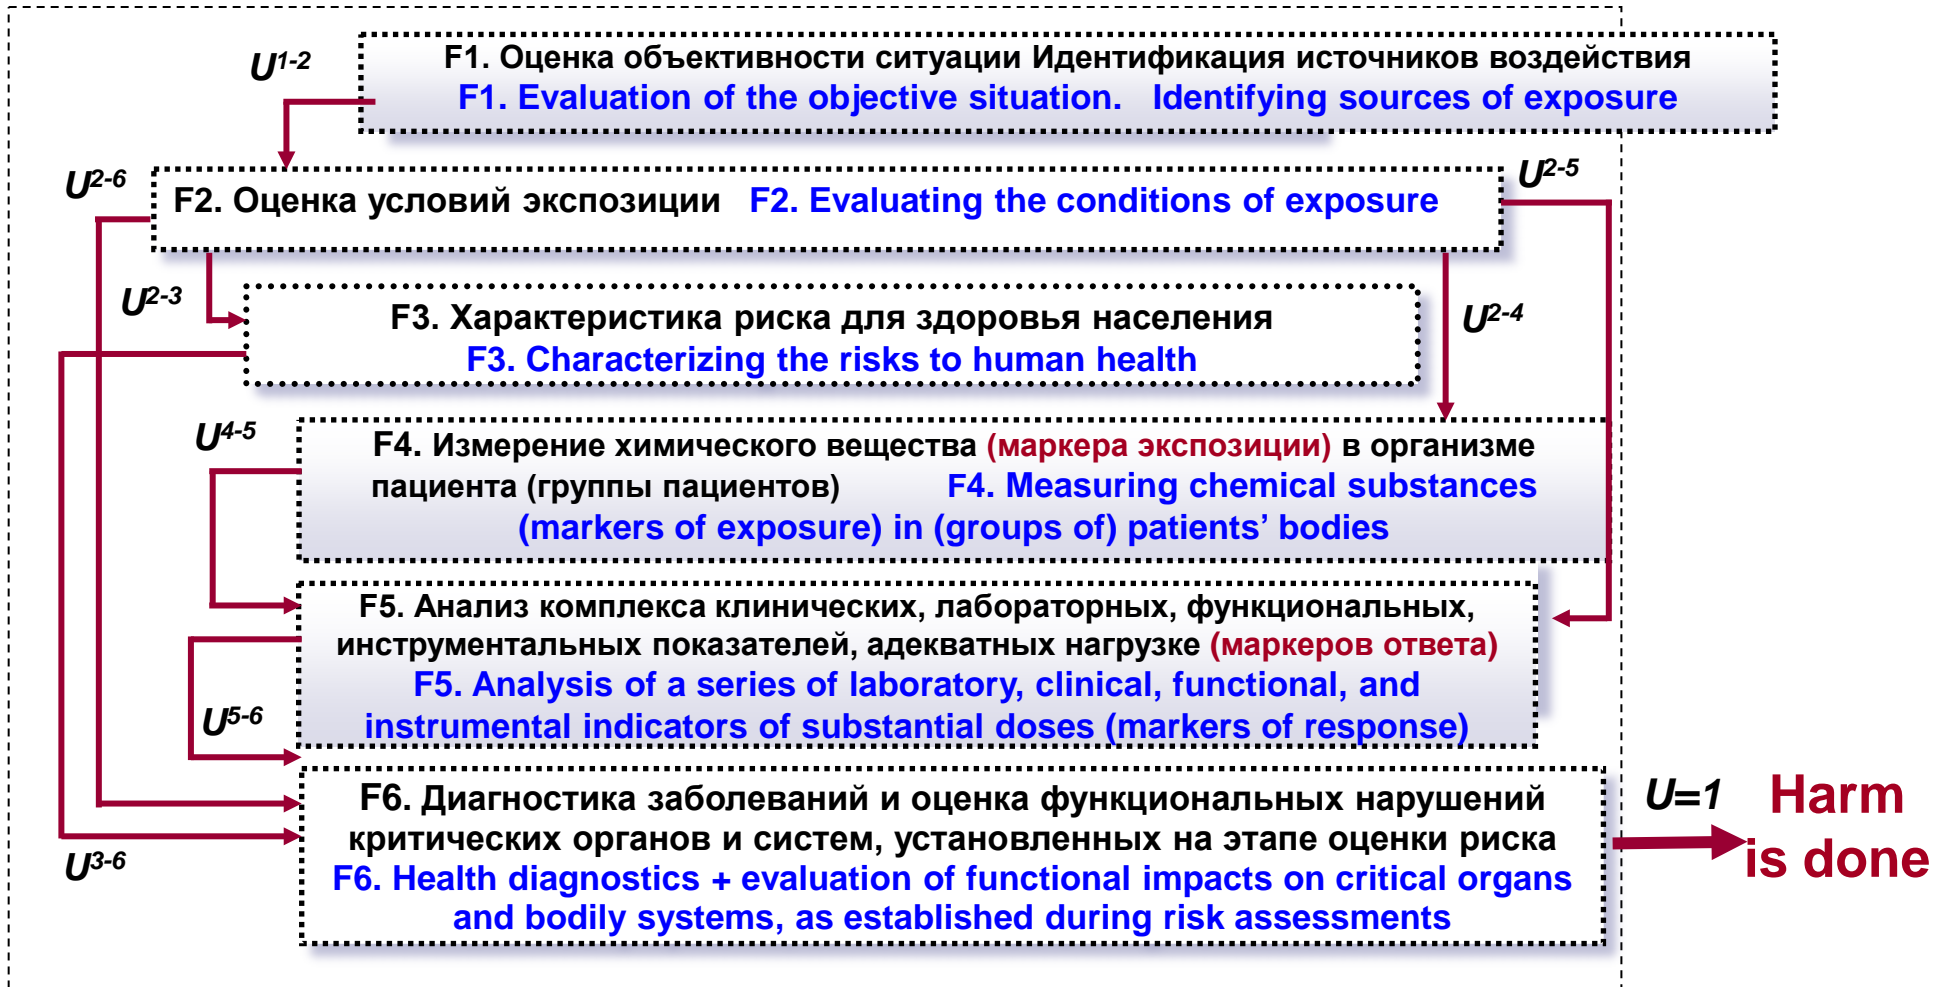 U1-2
F1. Оценка объективности ситуации Идентификация источников воздействия
F1. Evaluation of the objective situation. Identifying sources of exposure
U2-6
U2-5
F2. Оценка условий экспозиции F2. Evaluating the conditions of exposure
U2-3
U2-4
F3. Характеристика риска для здоровья населения
F3. Characterizing the risks to human health
U4-5
F4. Измерение химического вещества (маркера экспозиции) в организме
пациента (группы пациентов) F4. Measuring chemical substances
(markers of exposure) in (groups of) patients’ bodies
F5. Анализ комплекса клинических, лабораторных, функциональных,
инструментальных показателей, адекватных нагрузке (маркеров ответа)
F5. Analysis of a series of laboratory, clinical, functional, and
instrumental indicators of substantial doses (markers of response)
U5-6
F6. Диагностика заболеваний и оценка функциональных нарушений
критических органов и систем, установленных на этапе оценки риска
F6. Health diagnostics + evaluation of functional impacts on critical organs
and bodily systems, as established during risk assessments
U3-6
U=1
Harm
is done